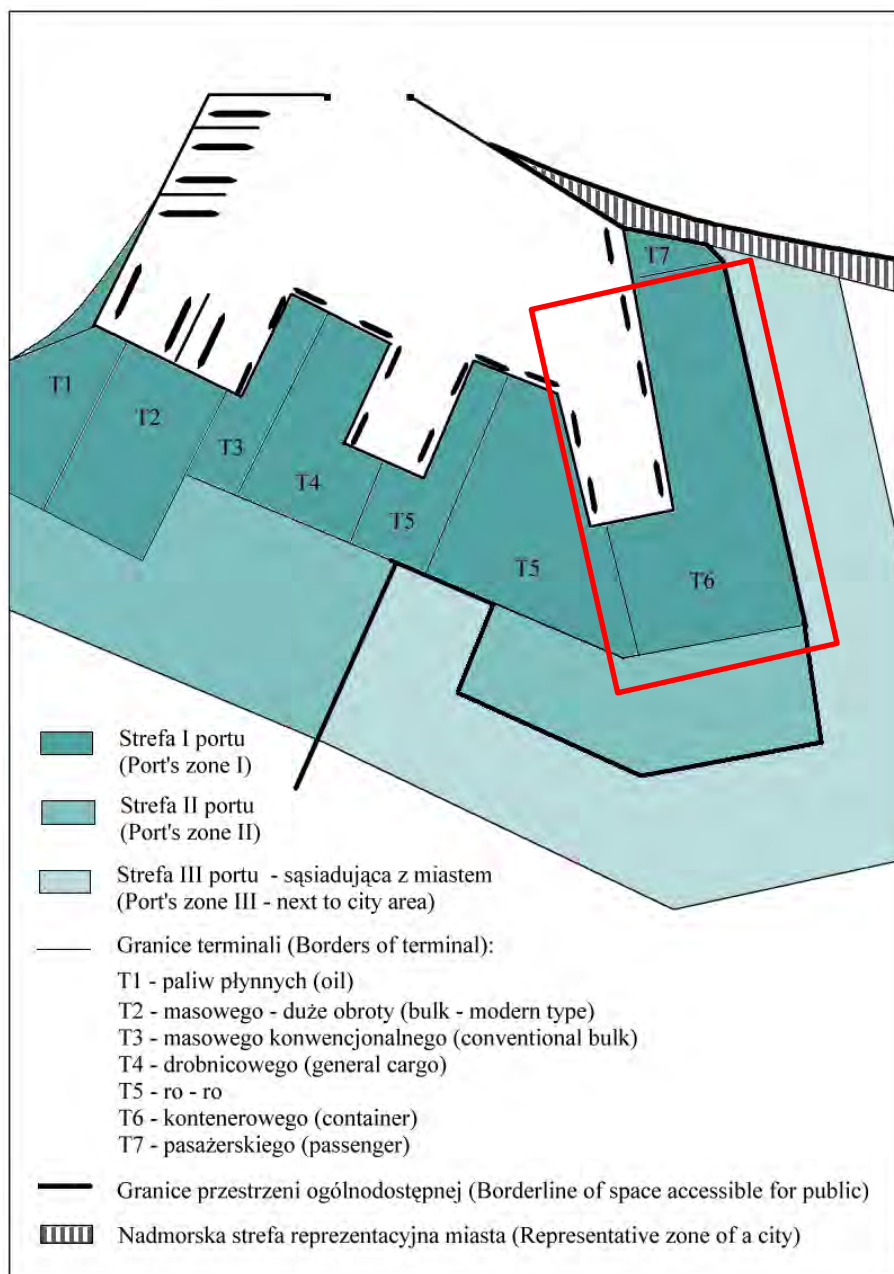 T7
T1
T2
T3
T4
T5
T5
T6
Strefa I portu
(Port's zone I)
Strefa II portu
(Port's zone II)
Strefa III portu - sąsiadująca z miastem
(Port's zone III - next to city area)
Granice terminali (Borders of terminal):
T1 - paliw płynnych (oil)
T2 - masowego - duże obroty (bulk - modern type)
T3 - masowego konwencjonalnego (conventional bulk)
T4 - drobnicowego (general cargo)
T5 - ro - ro
T6 - kontenerowego (container)
T7 - pasażerskiego (passenger)
Granice przestrzeni ogólnodostępnej (Borderline of space accessible for public)
Nadmorska strefa reprezentacyjna miasta (Representative zone of a city)